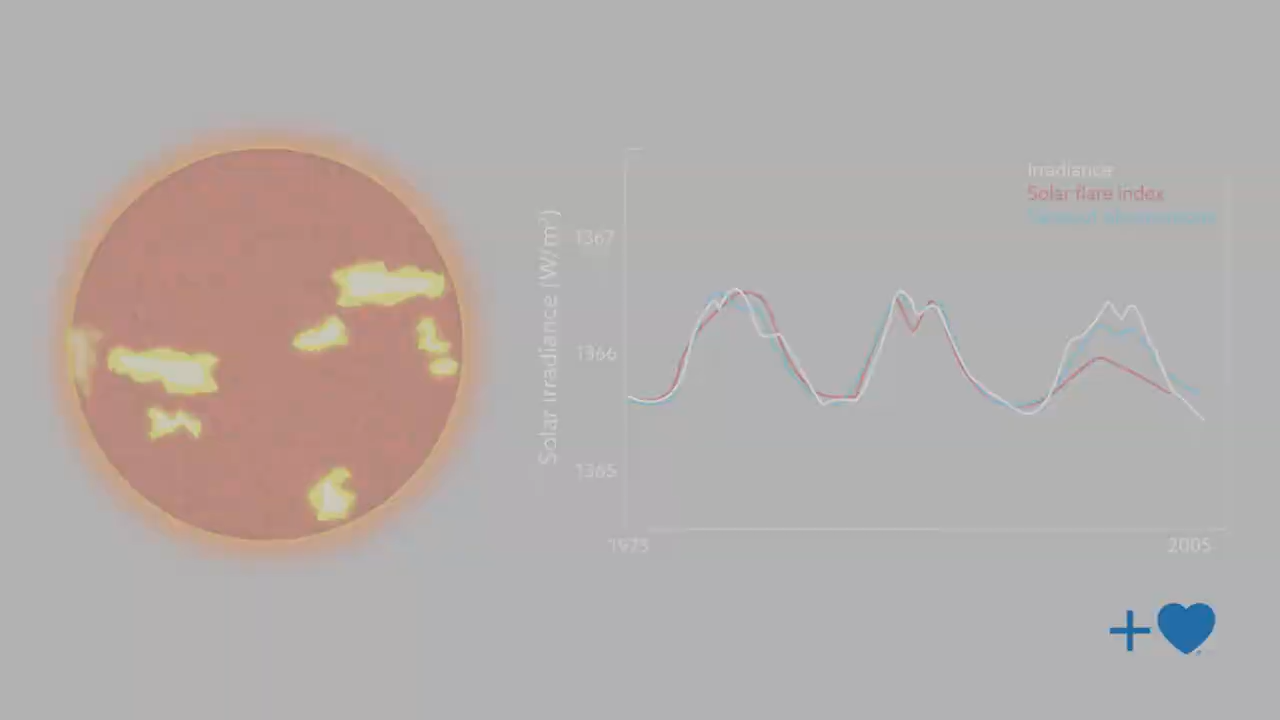 Irradiance
Solar flare index
Solar irradiance (W/m²)
1367
1366
1365
1975
2005